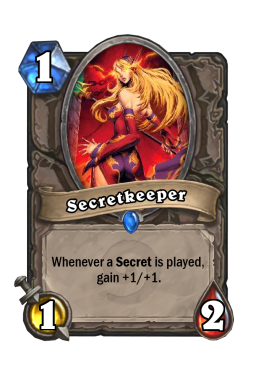 1
Secretkeeper
Whenever a Secret is played,
gain +1/+1.
1
2